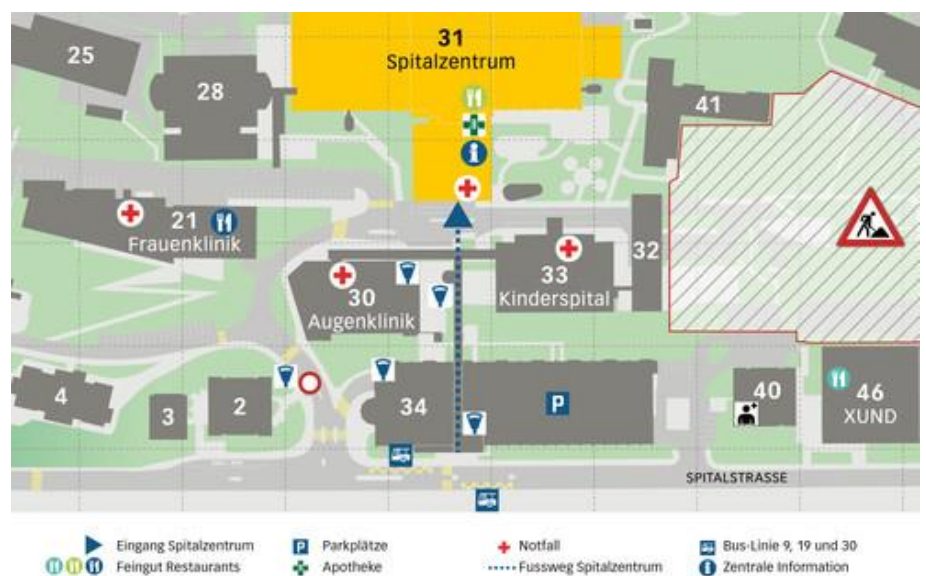 31
Spitalzentrum
25
28
41
21
Frauenklinik
32
33
Kinderspital
30
Augenklinik
4
3
2
34
P
40
46
XUND
SPITALSTRASSE
Eingang Spitalzentrum
P Parkplätze
Notfall
Bus-Linie 9, 19 und 30
Feingut Restaurants
Apotheke
Fussweg Spitalzentrum
i Zentrale Information